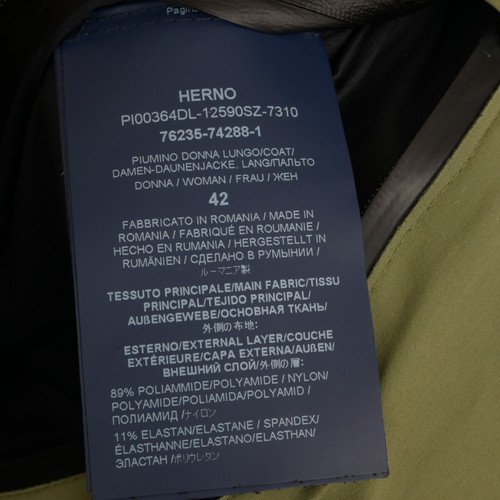 Pagin
HERNO
PI00364DL-12590SZ-7310
76235-74288-1
PIUMINO DONNA LUNGO/COAT/
DAMEN-DAUNENJACKE, LANG/ПАЛЬТО
DONNA / WOMAN / FRAU / ЖЕН
42
FABBRICATO IN ROMANIA / MADE IN
ROMANIA / FABRIQUÉ EN ROUMANIE /
HECHO EN RUMANIA / HERGESTELLT IN
RUMÄNIEN / СДЕЛАНО В РУМЫНИИ /
ルーマニア製
TESSUTO PRINCIPALE/MAIN FABRIC/TISSU
PRINCIPAL/TEJIDO PRINCIPAL/
AUßENGEWEBE/ОСНОВНАЯ ТКАНЬ/
外側の布地:
ESTERNO/EXTERNAL LAYER/COUCHE
EXTÉRIEURE/CAPA EXTERNA/AUßEN/
ВНЕШНИЙ СЛОЙ/外側の層:
89% POLIAMMIDE/POLYAMIDE / NYLON/
POLYAMIDE/POLIAMIDA/POLYAMID /
ПОЛИАМИД /ナイロン
11% ELASTAN/ELASTANE / SPANDEX/
ÉLASTHANNE/ELASTANO/ELASTHAN/
ЭЛАСТАН /ポリウレタン